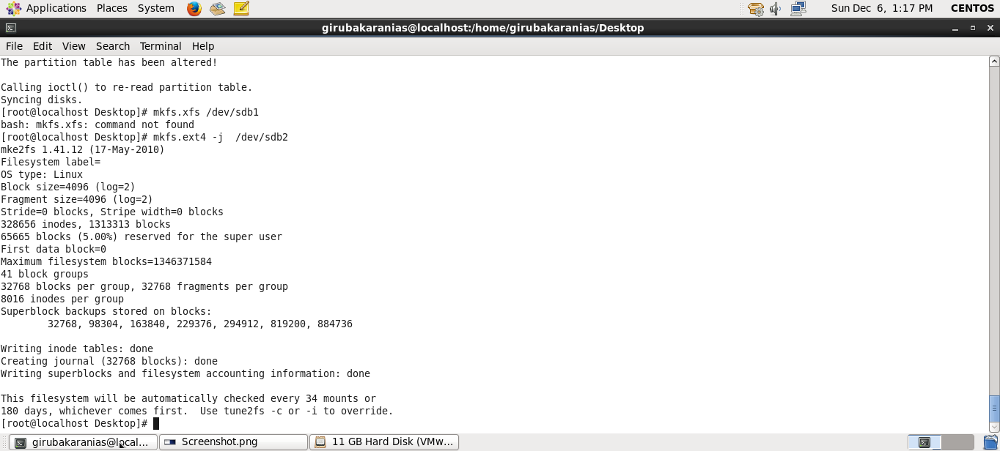 Applications Places System Sun Dec 6, 1:17 PM CENTOS
girubakaranias@localhost:/home/girubakaranias/Desktop
File Edit View Search Terminal Help
The partition table has been altered!
Calling ioctl() to re-read partition table.
Syncing disks.
[root@localhost Desktop]# mkfs.xfs /dev/sdb1
bash: mkfs.xfs: command not found
[root@localhost Desktop]# mkfs.ext4 -j  /dev/sdb2
mke2fs 1.41.12 (17-May-2010)
Filesystem label=
OS type: Linux
Block size=4096 (log=2)
Fragment size=4096 (log=2)
Stride=0 blocks, Stripe width=0 blocks
328656 inodes, 1313313 blocks
65665 blocks (5.00%) reserved for the super user
First data block=0
Maximum filesystem blocks=1346371584
41 block groups
32768 blocks per group, 32768 fragments per group
8016 inodes per group
Superblock backups stored on blocks:
        32768, 98304, 163840, 229376, 294912, 819200, 884736
Writing inode tables: done
Creating journal (32768 blocks): done
Writing superblocks and filesystem accounting information: done
This filesystem will be automatically checked every 34 mounts or
180 days, whichever comes first.  Use tune2fs -c or -i to override.
[root@localhost Desktop]#
girubakaranias@local... Screenshot.png 11 GB Hard Disk (VMw...